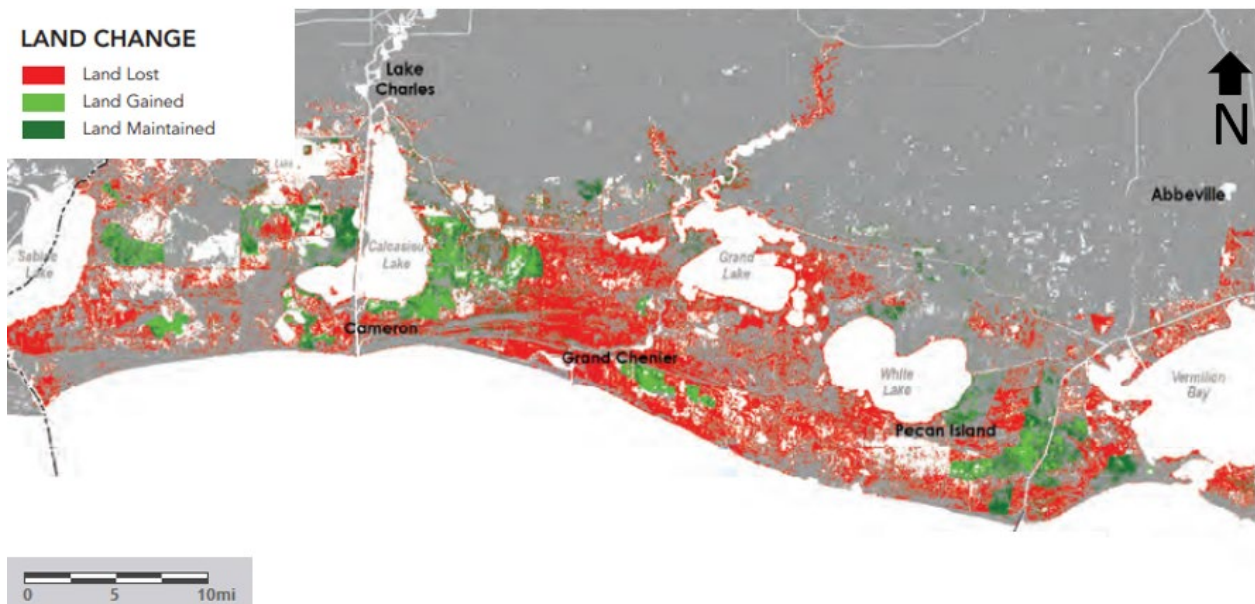 LAND CHANGE
Land Lost
Land Gained
Land Maintained
Lake
Charles
N
Abbeville
Sabine
Lake
Calcasieu
Lake
Grand
Lake
Cameron
Grand Chenier
White
Lake
Vermilion
Bay
Pecan Island
0 5 10mi